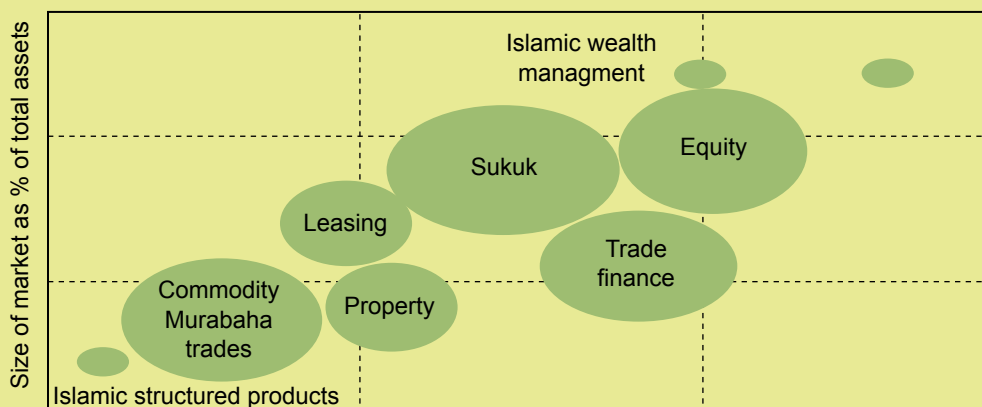 Size of market as % of total assets
Islamic wealth
managment
Equity
Sukuk
Leasing
Trade
finance
Commodity
Murabaha
trades
Property
Islamic structured products